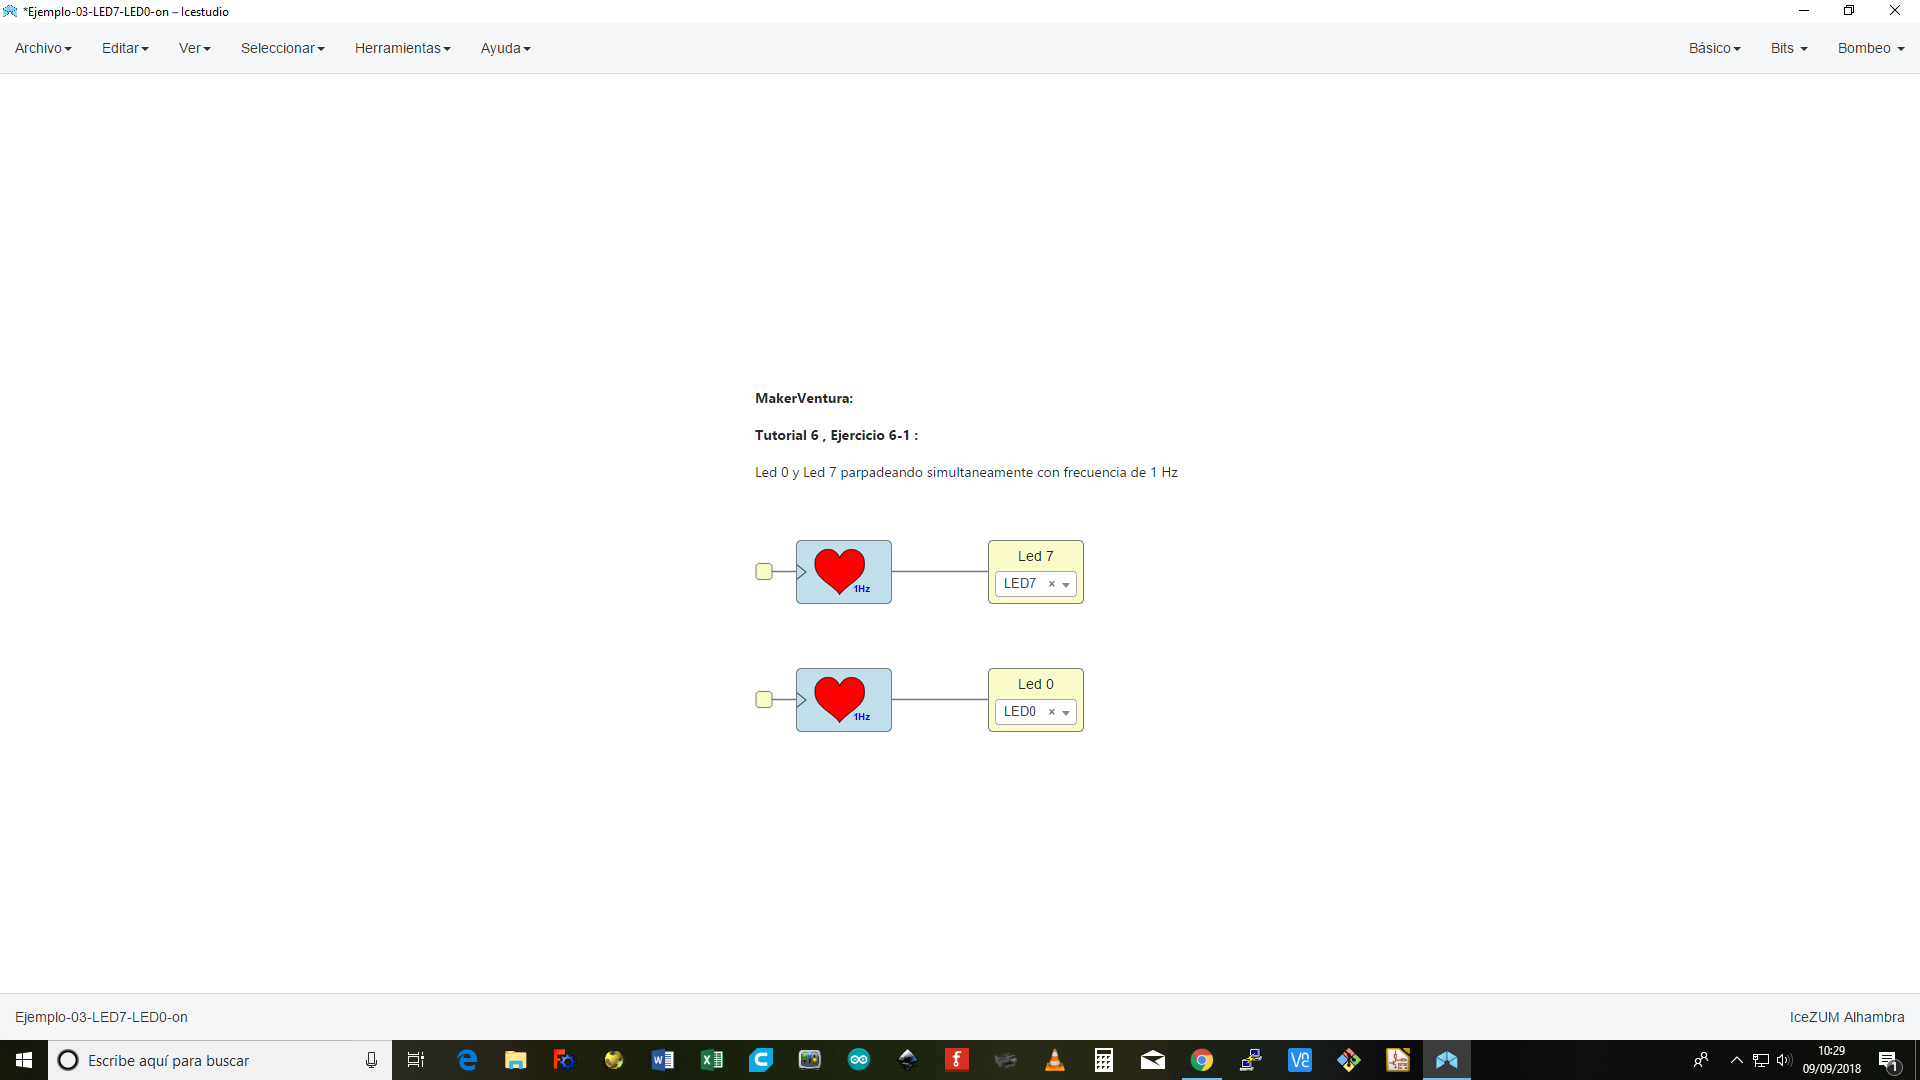 *Ejemplo-03-LED7-LED0-on – Icestudio
Archivo Editar Ver Seleccionar Herramientas Ayuda Básico Bits Bombeo
MakerVentura:
Tutorial 6 , Ejercicio 6-1 :
Led 0 y Led 7 parpadeando simultaneamente con frecuencia de 1 Hz
Led 7
LED7
1Hz
Led 0
LED0
1Hz
Ejemplo-03-LED7-LED0-on
IceZUM Alhambra
Escribe aquí para buscar
10:29
09/09/2018
1